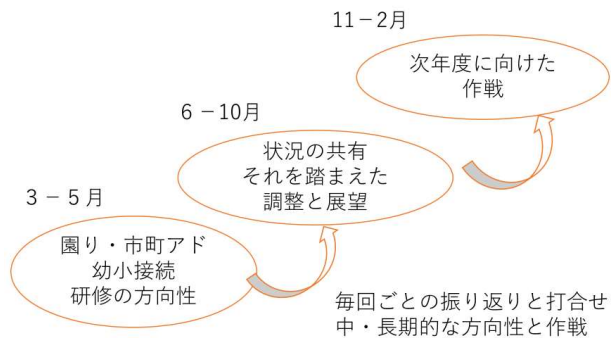 11－2月
次年度に向けた
作戦
6－10月
状況の共有
それを踏まえた
調整と展望
3－5月
園り・市町アド
幼小接続
研修の方向性
毎回ごとの振り返りと打合せ
中・長期的な方向性と作戦